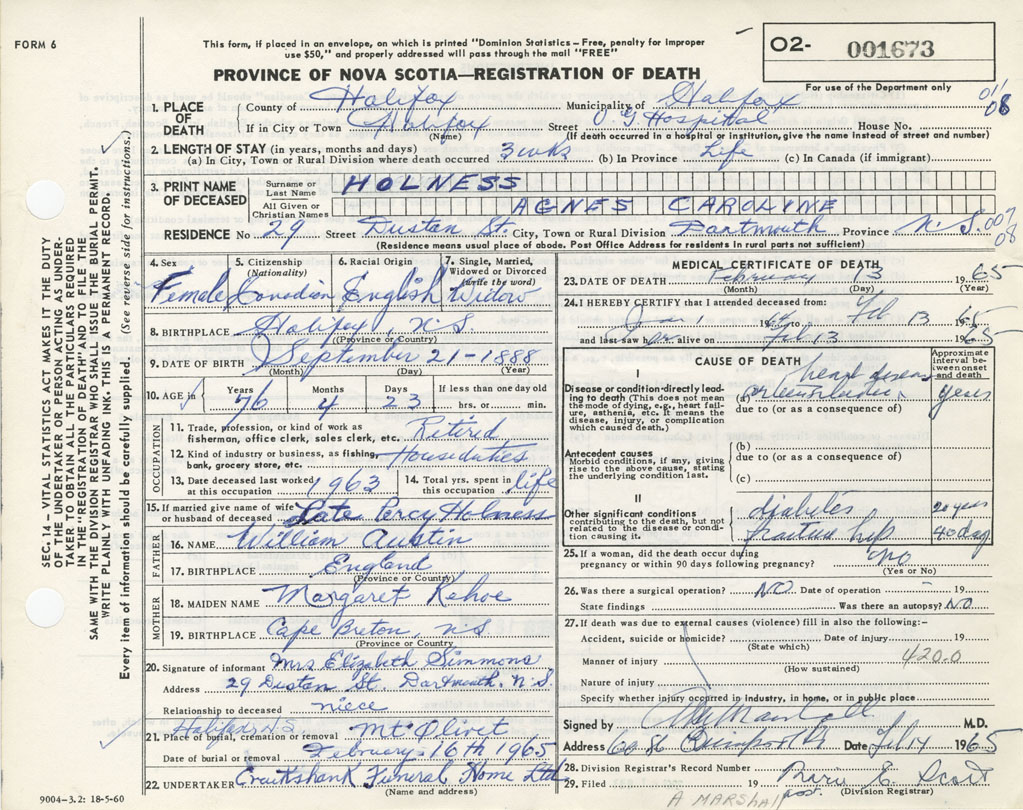 FORM 6
This form, if placed in an envelope, on which is printed "Dominion Statistics – Free, penalty for improper
use $50," and properly addressed will pass through the mail "FREE"
PROVINCE OF NOVA SCOTIA—REGISTRATION OF DEATH
O2- 001673
For use of the Department only
1. PLACE OF DEATH
County of Halifax Municipality of Halifax 01/08
If in City or Town Halifax Street V. G. Hospital House No.
(Name) (If death occurred in a hospital or institution, give the name instead of street and number)
2. LENGTH OF STAY (in years, months and days)
(a) In City, Town or Rural Division where death occurred 3 wks (b) In Province Life (c) In Canada (if immigrant)
3. PRINT NAME OF DECEASED
Surname or Last Name HOLNESS
All Given or Christian Names AGNES CAROLINE
RESIDENCE No 29 Street Dustan St. City, Town or Rural Division Dartmouth Province N. S. 007/08
(Residence means usual place of abode. Post Office Address for residents in rural parts not sufficient)
4. Sex Female
5. Citizenship (Nationality) Canadian
6. Racial Origin English
7. Single, Married, Widowed or Divorced (write the word) Widow
8. BIRTHPLACE Halifax, N.S.
(Province or Country)
9. DATE OF BIRTH September 21-1888
(Month) (Day) (Year)
10. AGE in Years 76 Months 4 Days 23 If less than one day old hrs. or min.
OCCUPATION
11. Trade, profession, or kind of work as
fisherman, office clerk, sales clerk, etc. Retired
12. Kind of industry or business, as fishing,
bank, grocery store, etc. Houseduties
13. Date deceased last worked at this occupation 1963 14. Total yrs. spent in this occupation life
15. If married give name of wife or husband of deceased Late Percy Holness
FATHER
16. NAME William Austin
17. BIRTHPLACE England
(Province or Country)
MOTHER
18. MAIDEN NAME Margaret Kehoe
19. BIRTHPLACE Cape Breton, N.S
(Province or Country)
20. Signature of informant Mrs Elizabeth Simmons
Address 29 Dustan St. Dartmouth. N. S.
Relationship to deceased niece
21. Place of burial, cremation or removal Halifax, N.S. Mt Olivet
Date of burial or removal February 16th 1965
22. UNDERTAKER Cruikshank Funeral Home Ltd
(Name and address)
MEDICAL CERTIFICATE OF DEATH
23. DATE OF DEATH February 13 1965
(Month) (Day) (Year)
24. I HEREBY CERTIFY that I attended deceased from:
Jan 1 19 to Feb 13 1965
and last saw alive on Feb 13 1965
CAUSE OF DEATH
Approximate interval between onset and death
I
Disease or condition directly leading to death (This does not mean
the mode of dying, e.g., heart failure, asthenia, etc. It means the
disease, injury, or complication which caused death.)
(a) heart disease years
due to (or as a consequence of)
Antecedent causes
Morbid conditions, if any, giving
rise to the above cause, stating
the underlying condition last.
(b)
due to (or as a consequence of)
(c)
II
Other significant conditions
contributing to the death, but not
related to the disease or condition
causing it.
diabetes 20 years
fractured hip 40 days
25. If a woman, did the death occur during
pregnancy or within 90 days following pregnancy? No
(Yes or No)
26. Was there a surgical operation? NO Date of operation 19
State findings Was there an autopsy? NO
27. If death was due to external causes (violence) fill in also the following:-
Accident, suicide or homicide? Date of injury 19
(State which)
Manner of injury 420.0
(How sustained)
Nature of injury
Specify whether injury occurred in industry, in home, or in public place
Signed by M.D.
Address Date Feb 14 1965
28. Division Registrar's Record Number
29. Filed 19 Marie E Scott
(Division Registrar)
A MARSHALL
9004—3.2: 18-5-60
SEC. 14 — VITAL STATISTICS ACT MAKES IT THE DUTY
OF THE UNDERTAKER OR PERSON ACTING AS UNDERTAKER
TO OBTAIN ALL THE PARTICULARS REQUIRED
IN THE "REGISTRATION OF DEATH" AND TO FILE THE
SAME WITH THE DIVISION REGISTRAR WHO SHALL ISSUE THE BURIAL PERMIT.
WRITE PLAINLY WITH UNFADING INK. THIS IS A PERMANENT RECORD.
Every item of information should be carefully supplied. (See reverse side for instructions.)